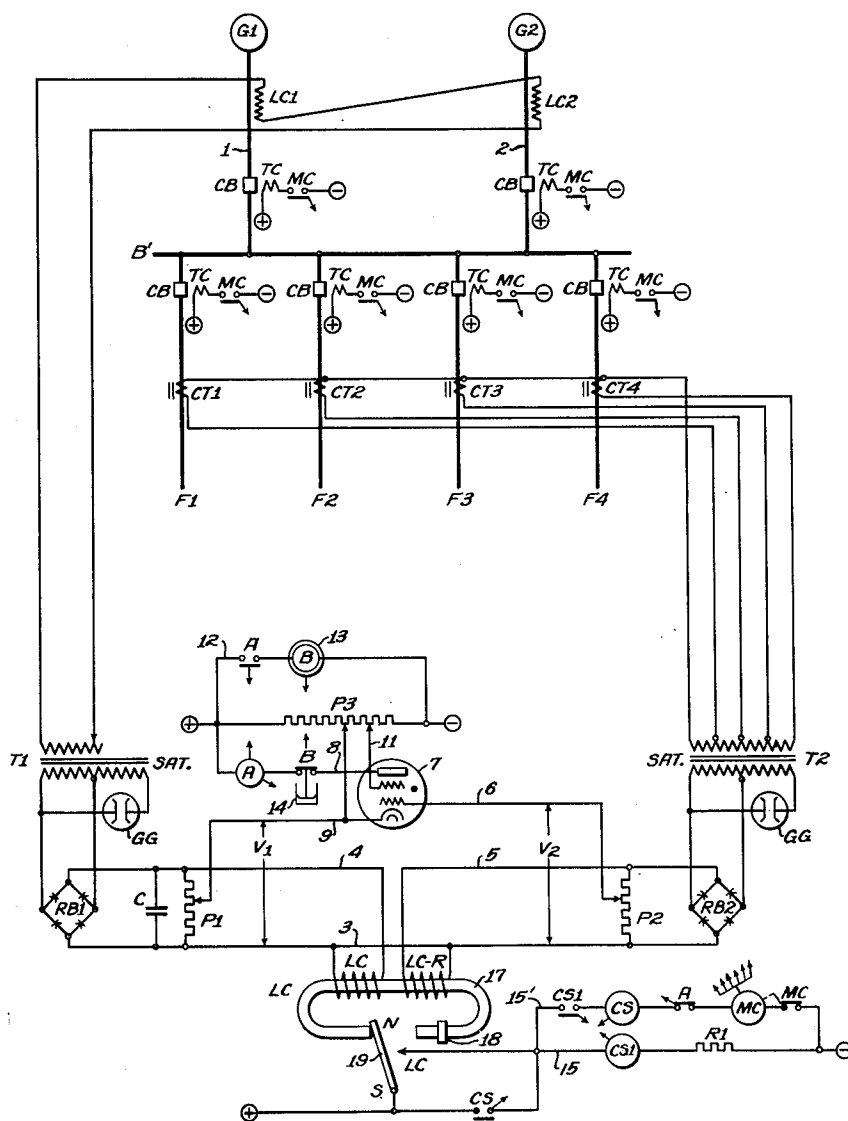 G1 G2
LC1 LC2
1 2
CB TC MC - CB TC MC -
+ +
B'
CB TC MC - CB TC MC - CB TC MC - CB TC MC -
+ + + +
CT1 CT2 CT3 CT4
F1 F2 F3 F4
12 A B 13
+ P3 -
A B 8 11 7
T1 SAT. SAT. T2
14 9 6
GG GG
V1 V2
4 5
RB1 C P1 P2 RB2
3
LC LC-R
LC 17
N 18
19 LC
15' CS1 CS A MC MC
15 CS1 R1 -
S
+ CS